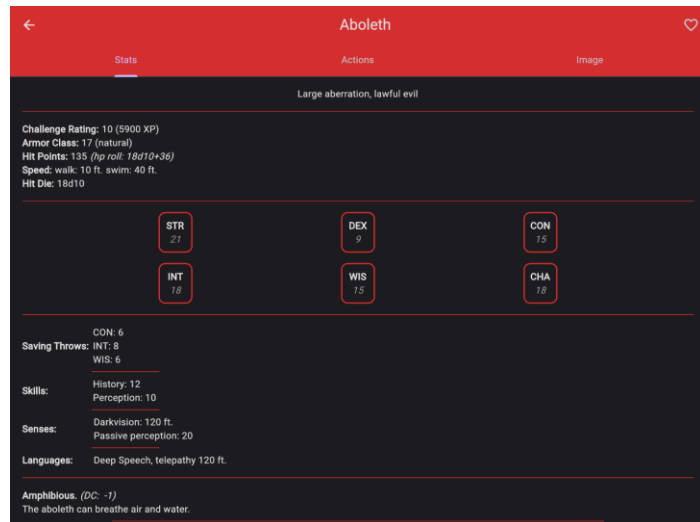 Aboleth
Stats
Actions
Image
Large aberration, lawful evil
Challenge Rating: 10 (5900 XP)
Armor Class: 17 (natural)
Hit Points: 135 (hp roll: 18d10+36)
Speed: walk: 10 ft. swim: 40 ft.
Hit Die: 18d10
STR
21
DEX
9
CON
15
INT
18
WIS
15
CHA
18
Saving Throws:
CON: 6
INT: 8
WIS: 6
Skills:
History: 12
Perception: 10
Senses:
Darkvision: 120 ft.
Passive perception: 20
Languages: Deep Speech, telepathy 120 ft.
Amphibious. (DC: -1)
The aboleth can breathe air and water.